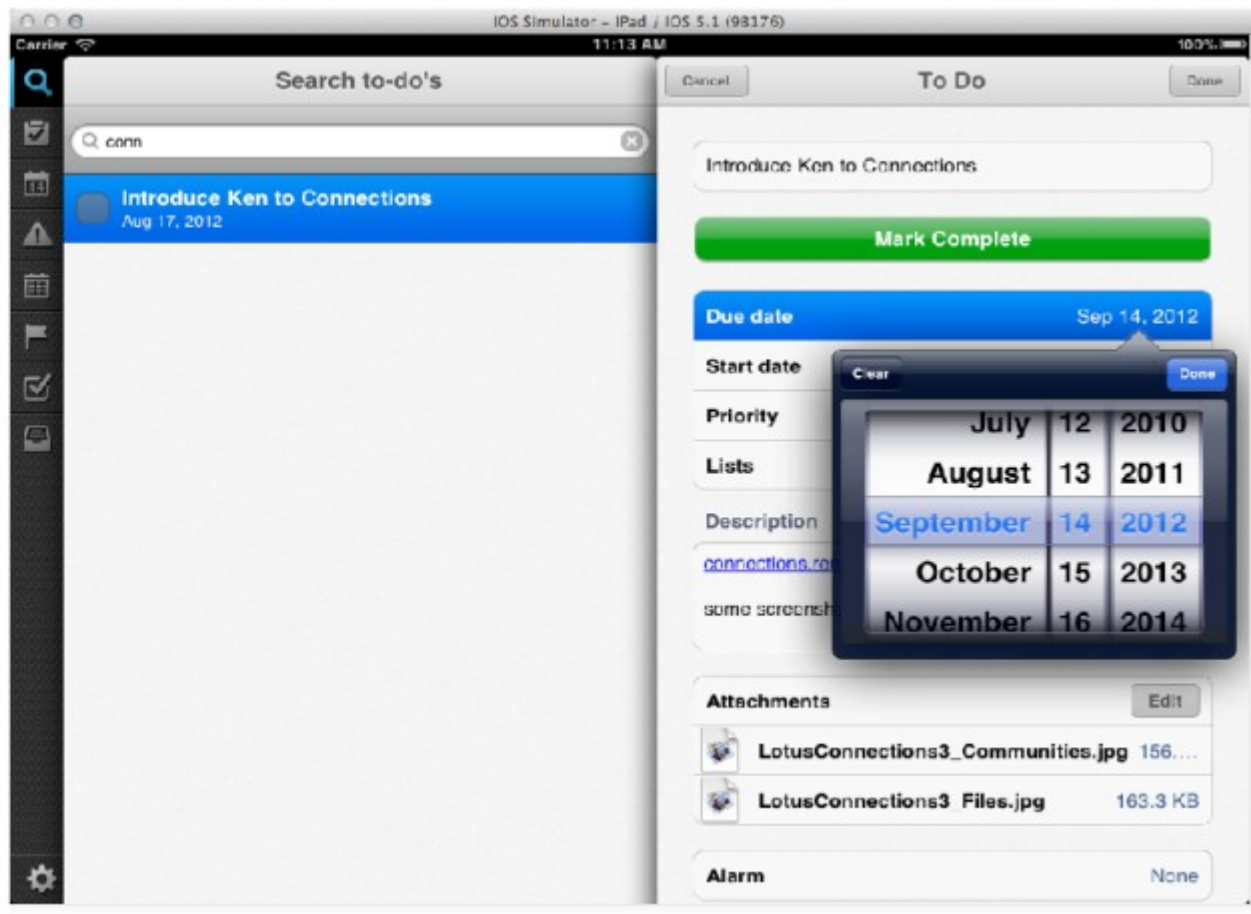 IOS Simulator - iPad / IOS 5.1 (9B176)
Carrier 11:13 AM 100%
Search to-do's
conn
Introduce Ken to Connections
Aug 17, 2012
Cancel To Do Done
Introduce Ken to Connections
Mark Complete
Due date Sep 14, 2012
Start date
Priority
Lists
Clear Done
July 12 2010
August 13 2011
September 14 2012
October 15 2013
November 16 2014
Description
some
Attachments Edit
LotusConnections3_Communities.jpg 156....
LotusConnections3_Files.jpg 163.3 KB
Alarm None